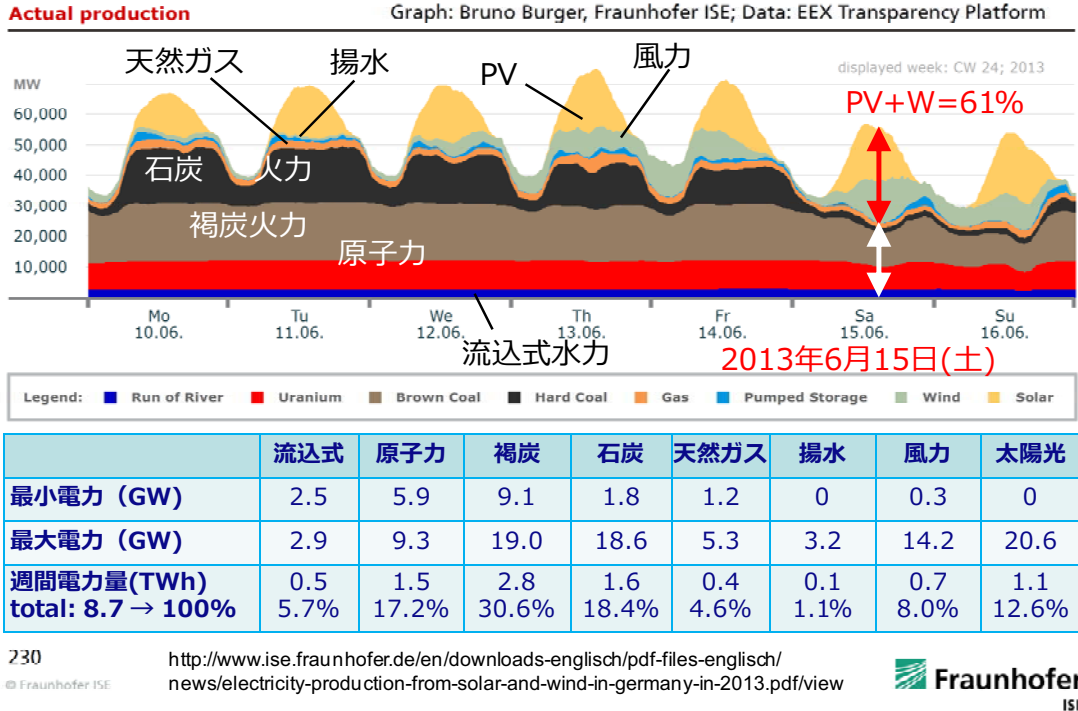 Actual production
Graph: Bruno Burger, Fraunhofer ISE; Data: EEX Transparency Platform
天然ガス
揚水
PV
風力
displayed week: CW 24; 2013
MW
PV+W=61%
60,000
50,000
40,000
30,000
20,000
10,000
石炭
火力
褐炭火力
原子力
Mo Tu We Th Fr Sa Su
10.06. 11.06. 12.06. 13.06. 14.06. 15.06. 16.06.
流込式水力
2013年6月15日(土)
Legend: Run of River Uranium Brown Coal Hard Coal Gas Pumped Storage Wind Solar
流込式 原子力 褐炭 石炭 天然ガス 揚水 風力 太陽光
最小電力（GW) 2.5 5.9 9.1 1.8 1.2 0 0.3 0
最大電力（GW) 2.9 9.3 19.0 18.6 5.3 3.2 14.2 20.6
週間電力量(TWh) 0.5 1.5 2.8 1.6 0.4 0.1 0.7 1.1
total: 8.7 → 100% 5.7% 17.2% 30.6% 18.4% 4.6% 1.1% 8.0% 12.6%
230
© Fraunhofer ISE
http://www.ise.fraunhofer.de/en/downloads-englisch/pdf-files-englisch/
news/electricity-production-from-solar-and-wind-in-germany-in-2013.pdf/view
Fraunhofer
ISE